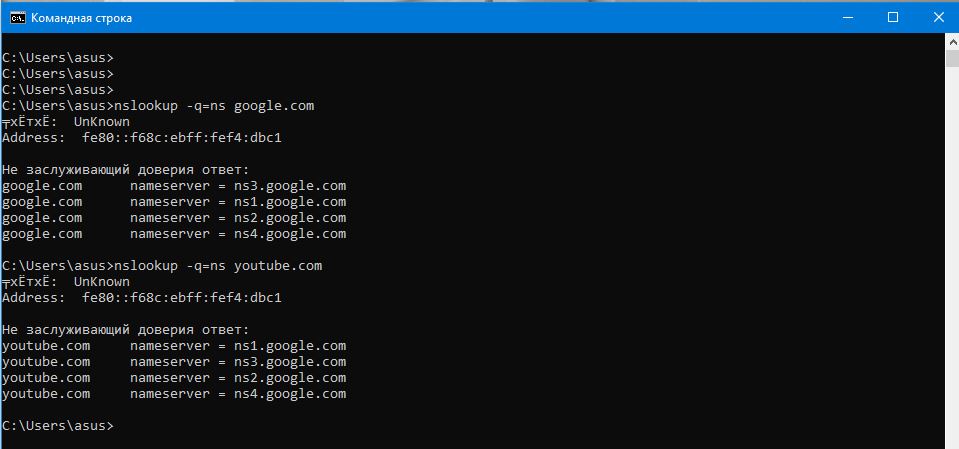 Командная строка
C:\Users\asus>
C:\Users\asus>
C:\Users\asus>
C:\Users\asus>nslookup -q=ns google.com
╤хЁтхЁ:  UnKnown
Address:  fe80::f68c:ebff:fef4:dbc1
Не заслуживающий доверия ответ:
google.com      nameserver = ns3.google.com
google.com      nameserver = ns1.google.com
google.com      nameserver = ns2.google.com
google.com      nameserver = ns4.google.com
C:\Users\asus>nslookup -q=ns youtube.com
╤хЁтхЁ:  UnKnown
Address:  fe80::f68c:ebff:fef4:dbc1
Не заслуживающий доверия ответ:
youtube.com     nameserver = ns1.google.com
youtube.com     nameserver = ns3.google.com
youtube.com     nameserver = ns2.google.com
youtube.com     nameserver = ns4.google.com
C:\Users\asus>